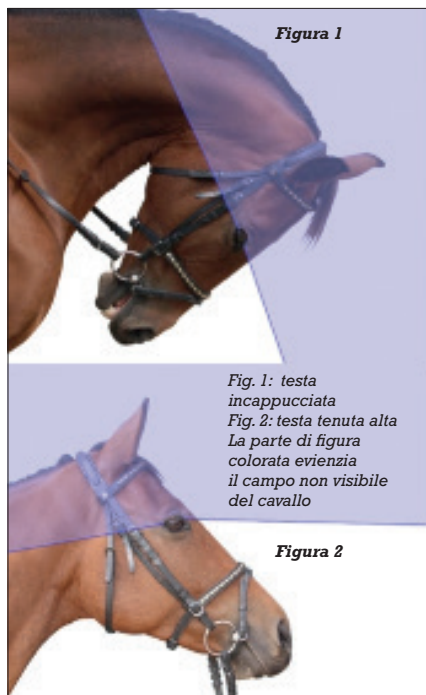 Figura 1
Fig. 1: testa
incappucciata
Fig. 2: testa tenuta alta
La parte di figura
colorata evienzia
il campo non visibile
del cavallo
Figura 2